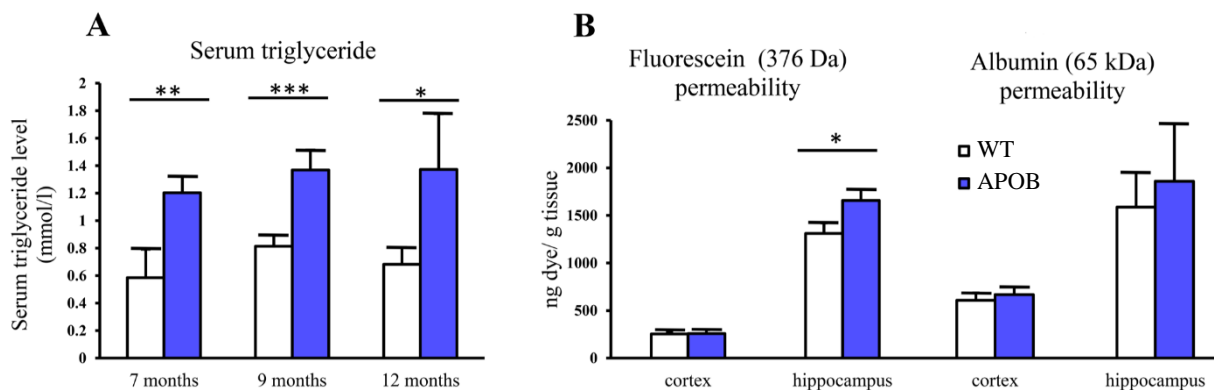 A
Serum triglyceride
Serum triglyceride level
(mmol/l)
2
1.8
1.6
1.4
1.2
1
0.8
0.6
0.4
0.2
0
**
***
*
7 months
9 months
12 months
B
Fluorescein (376 Da)
permeability
Albumin (65 kDa)
permeability
ng dye/ g tissue
2500
2000
1500
1000
500
0
*
WT
APOB
cortex
hippocampus
cortex
hippocampus